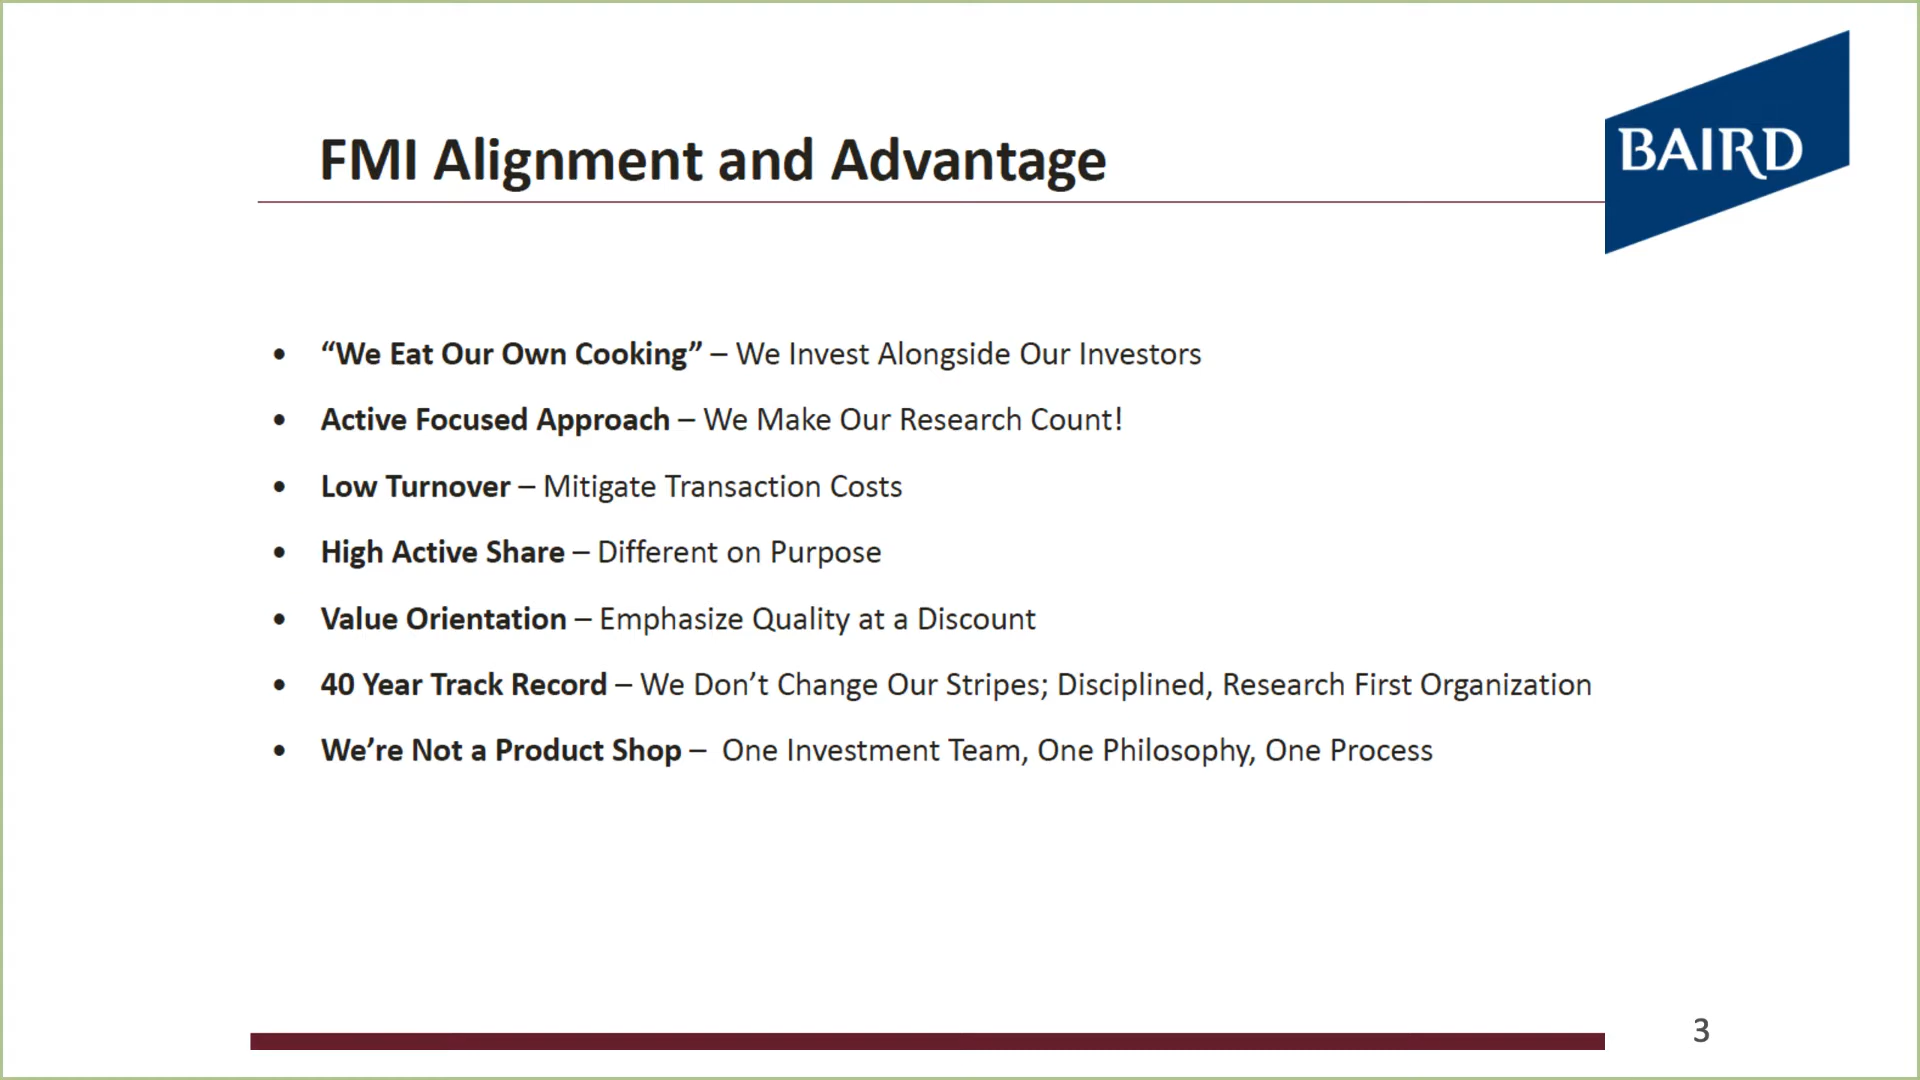 FMI Alignment and Advantage
BAIRD
• “We Eat Our Own Cooking” – We Invest Alongside Our Investors
• Active Focused Approach – We Make Our Research Count!
• Low Turnover – Mitigate Transaction Costs
• High Active Share – Different on Purpose
• Value Orientation – Emphasize Quality at a Discount
• 40 Year Track Record – We Don’t Change Our Stripes; Disciplined, Research First Organization
• We’re Not a Product Shop – One Investment Team, One Philosophy, One Process
3